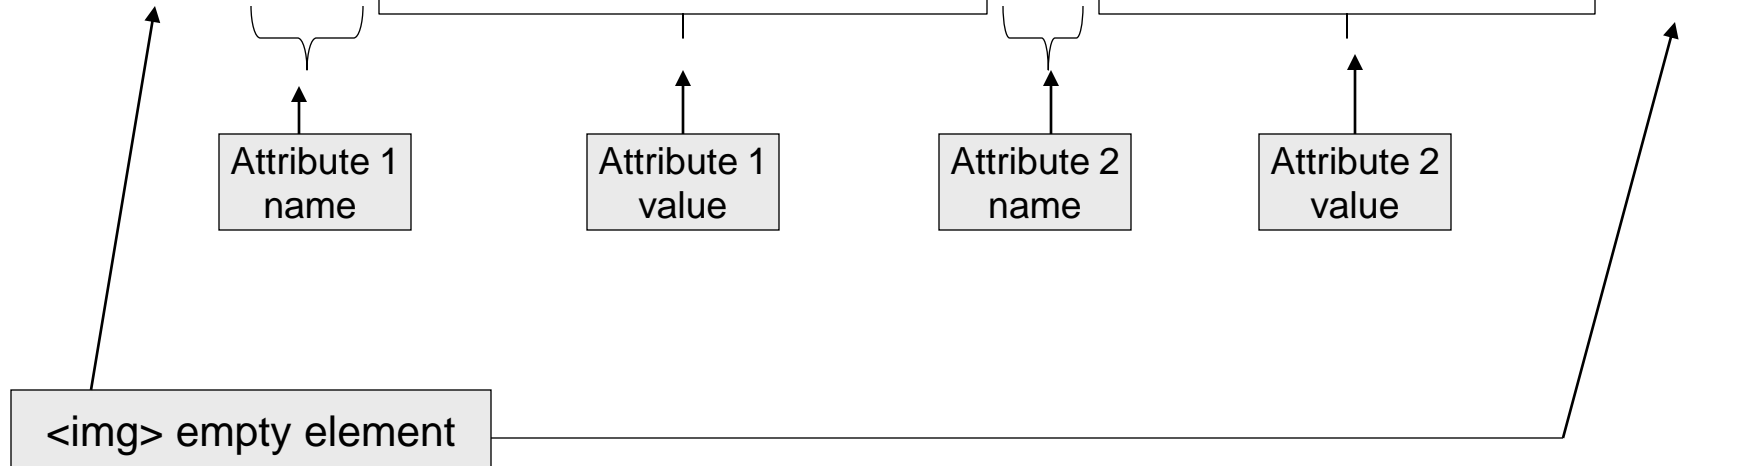 Attribute 1
name
Attribute 1
value
Attribute 2
name
Attribute 2
value
<img> empty element